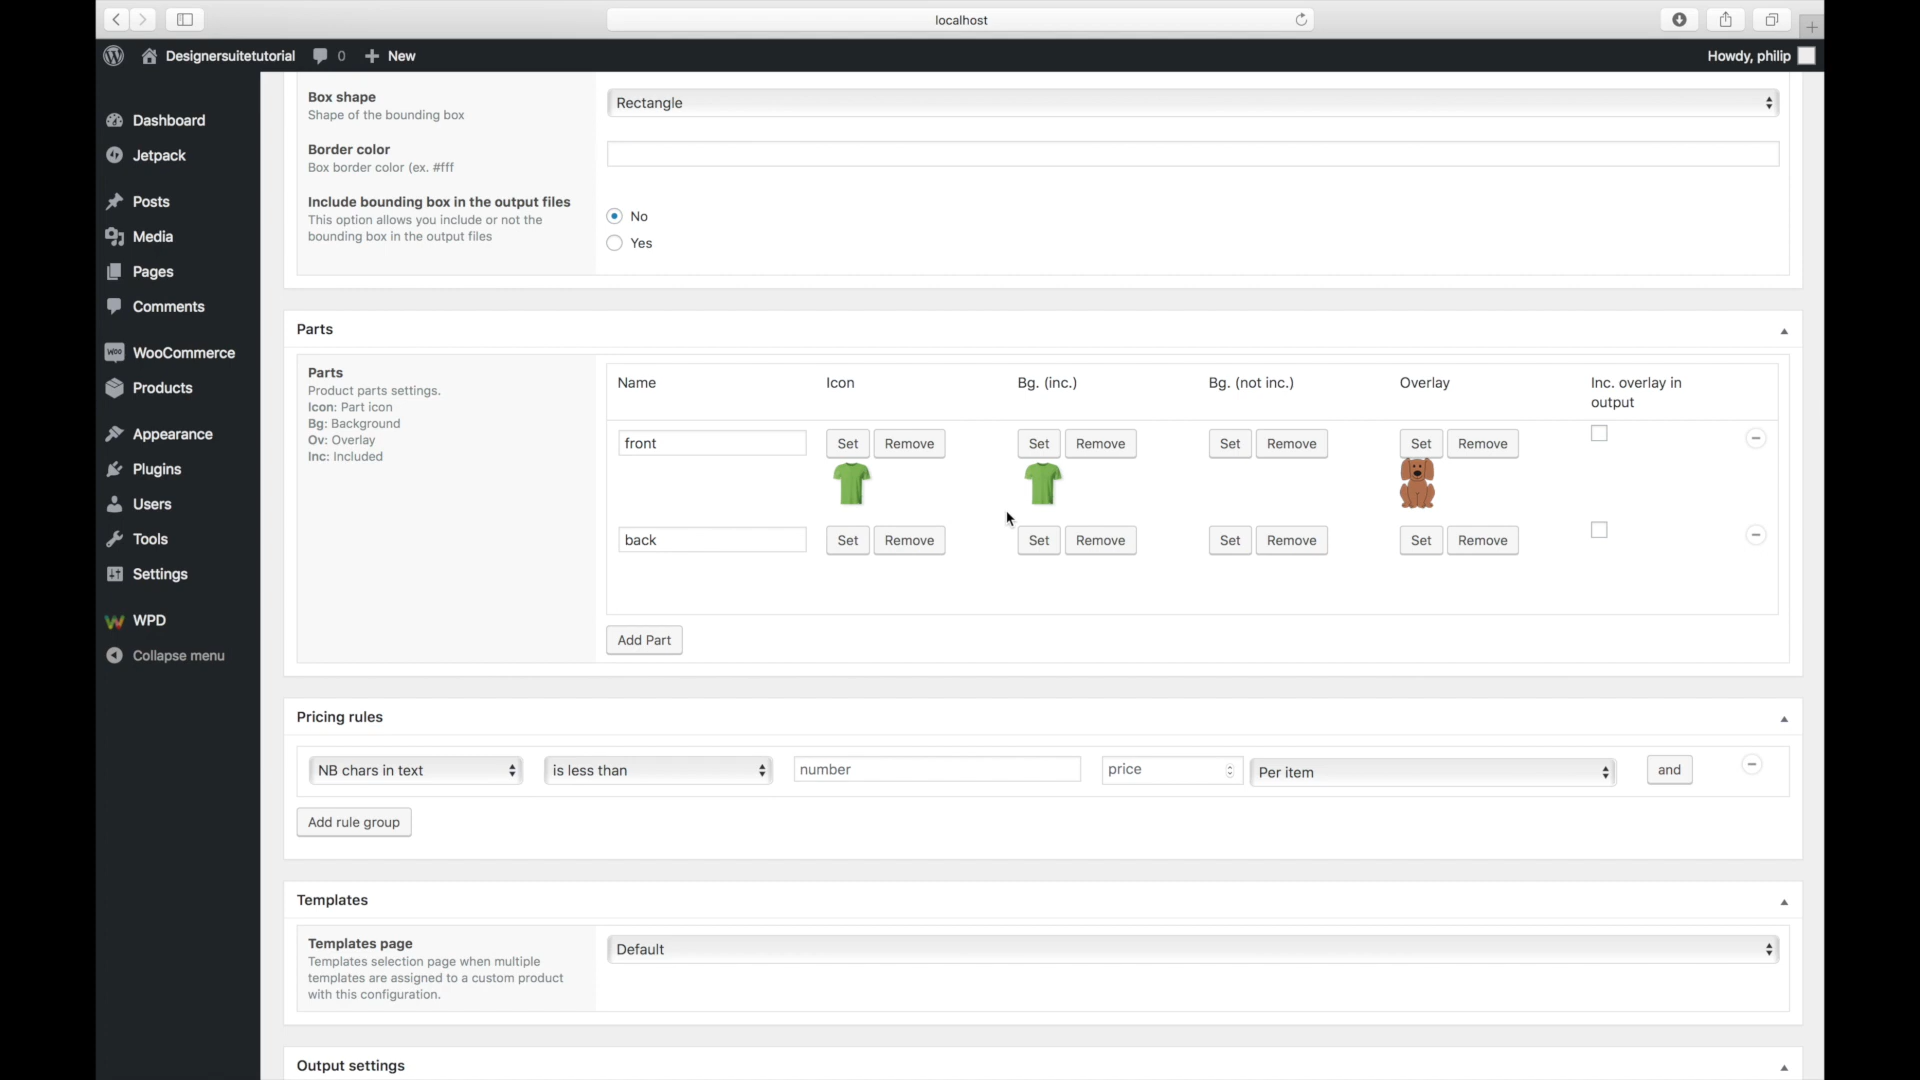 localhost
Designersuitetutorial 0 New Howdy, philip
Dashboard
Jetpack
Posts
Media
Pages
Comments
WooCommerce
Products
Appearance
Plugins
Users
Tools
Settings
WPD
Collapse menu
Box shape
Shape of the bounding box
Rectangle
Border color
Box border color (ex. #fff
Include bounding box in the output files
This option allows you include or not the
bounding box in the output files
No
Yes
Parts
Parts
Product parts settings.
Icon: Part icon
Bg: Background
Ov: Overlay
Inc: Included
Name Icon Bg. (inc.) Bg. (not inc.) Overlay Inc. overlay in
output
front Set Remove Set Remove Set Remove Set Remove
back Set Remove Set Remove Set Remove Set Remove
Add Part
Pricing rules
NB chars in text is less than number price Per item and
Add rule group
Templates
Templates page
Templates selection page when multiple
templates are assigned to a custom product
with this configuration.
Default
Output settings